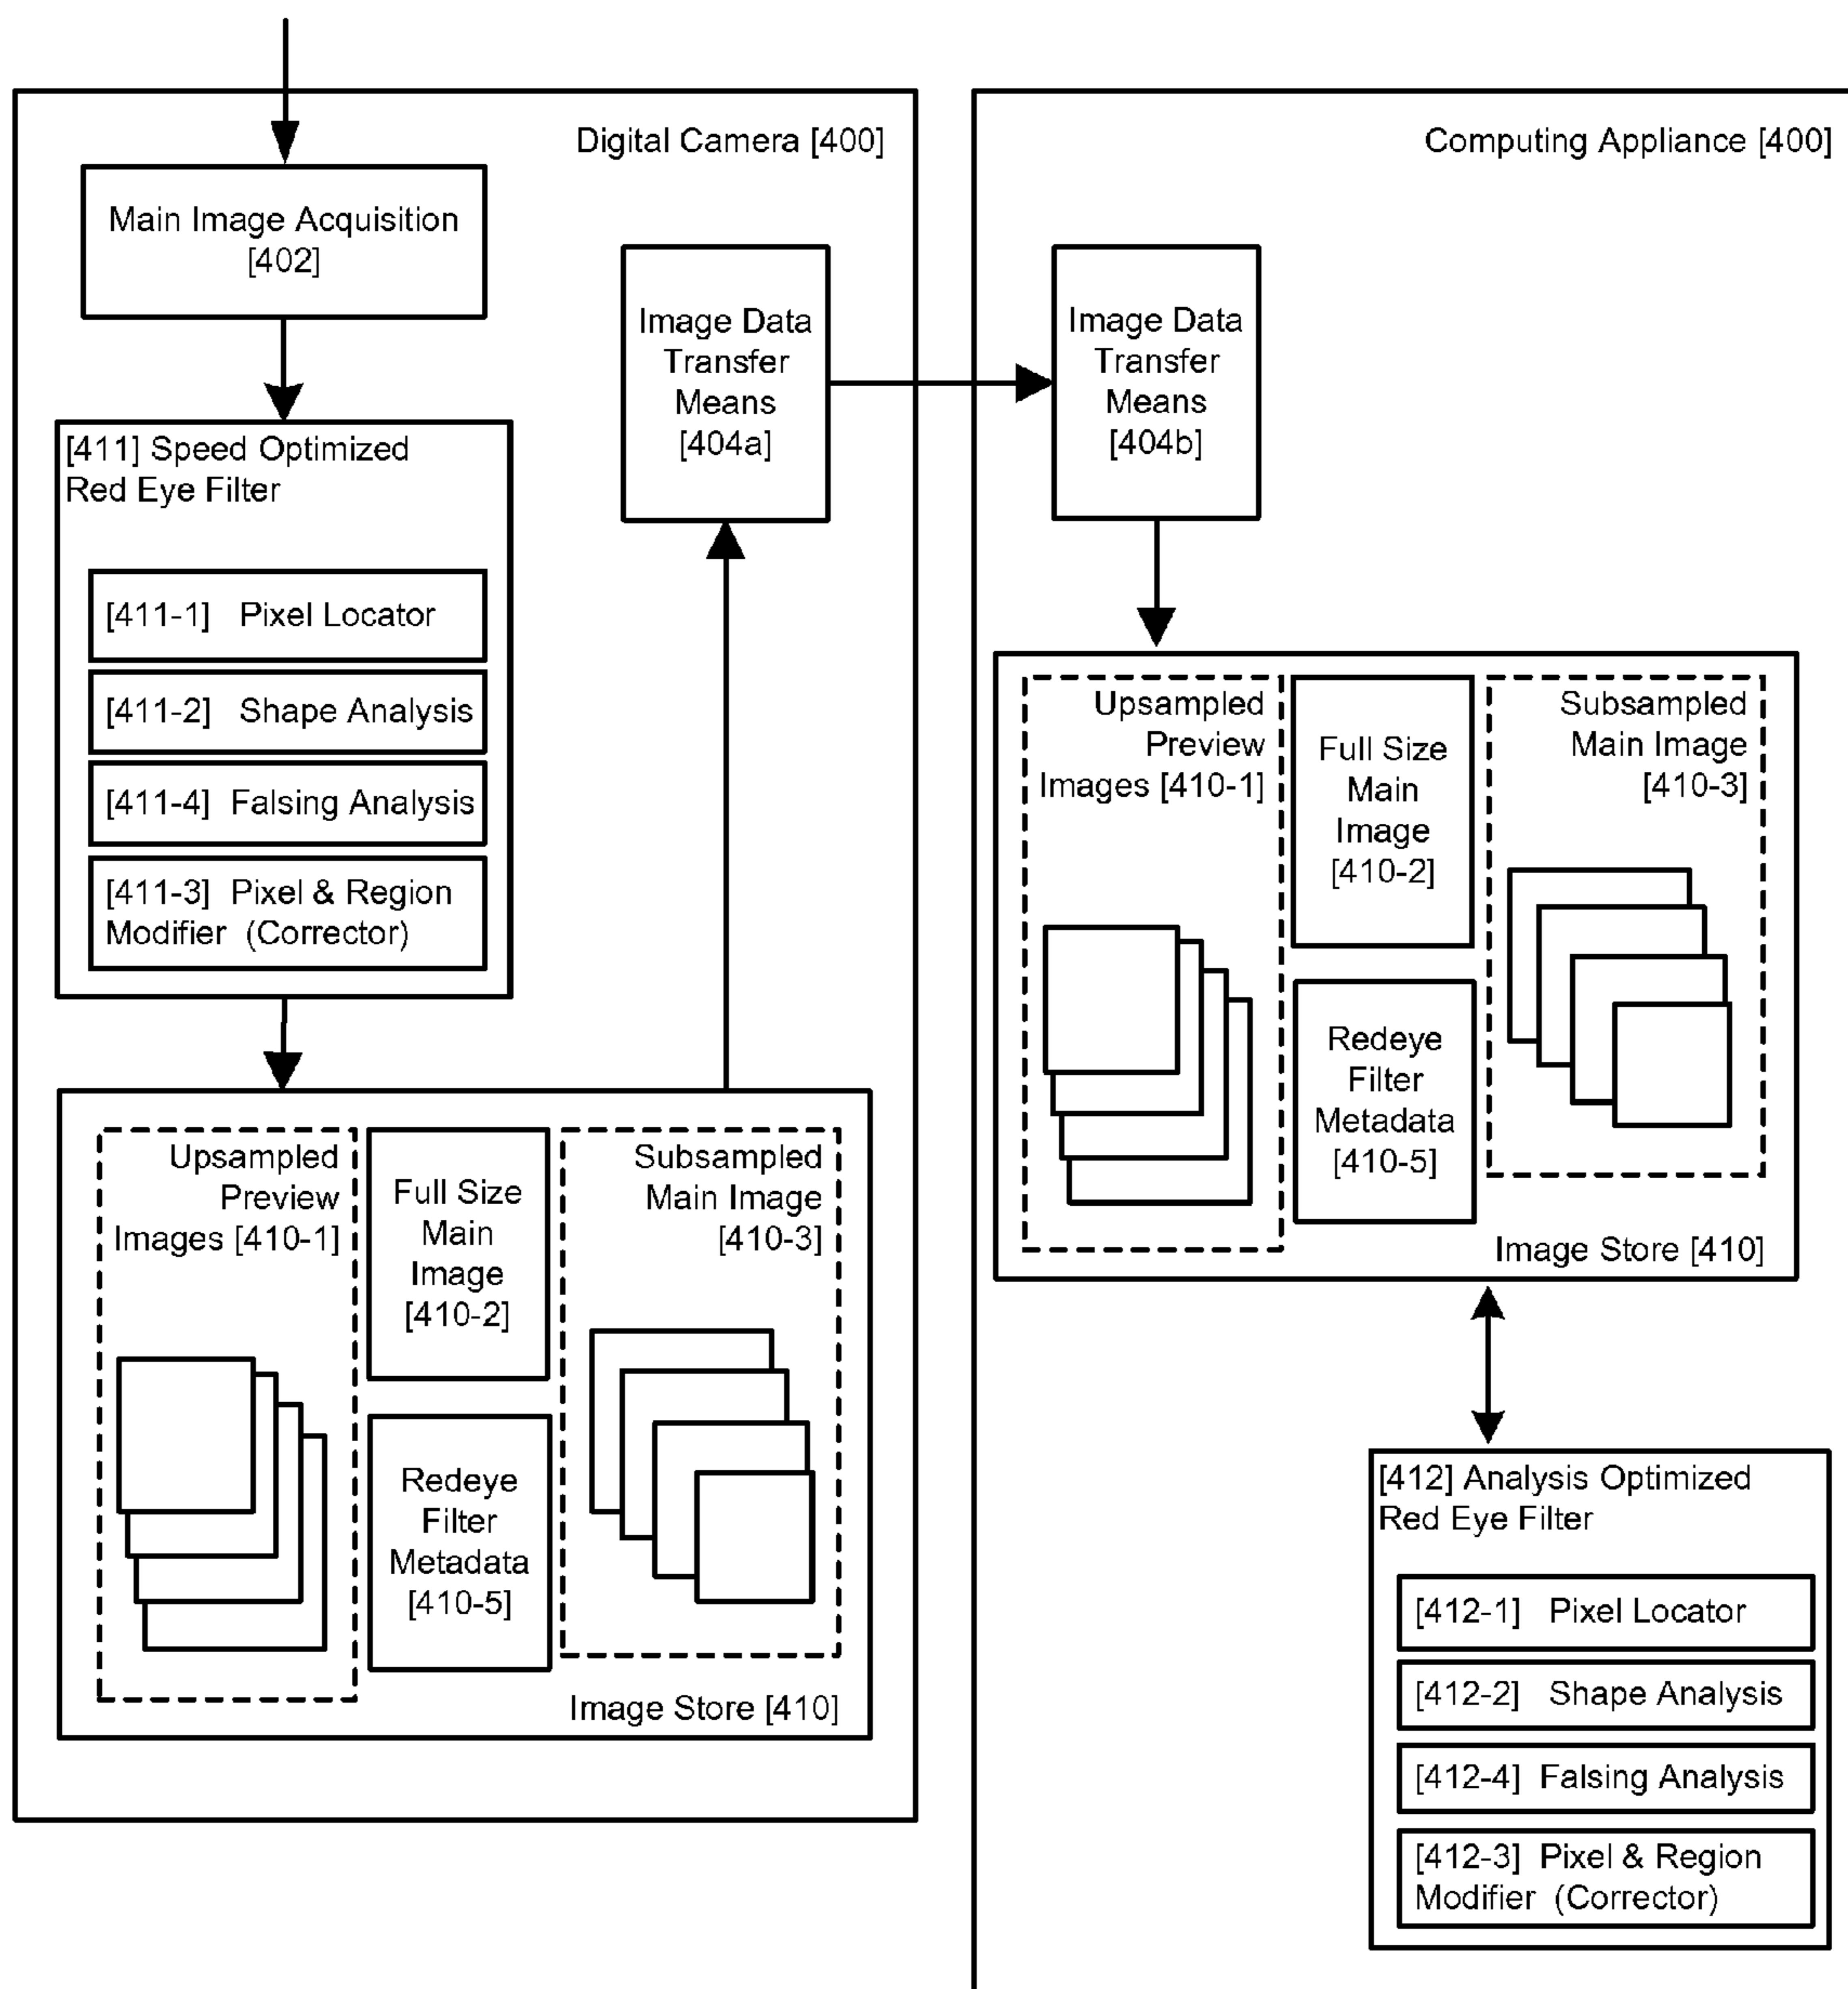 Digital Camera [400]
Main Image Acquisition
[402]
Image Data
Transfer
Means
[404a]
[411] Speed Optimized
Red Eye Filter
[411-1] Pixel Locator
[411-2] Shape Analysis
[411-4] Falsing Analysis
[411-3] Pixel & Region
Modifier (Corrector)
Upsampled
Preview
Images [410-1]
Full Size
Main
Image
[410-2]
Subsampled
Main Image
[410-3]
Redeye
Filter
Metadata
[410-5]
Image Store [410]
Computing Appliance [400]
Image Data
Transfer
Means
[404b]
Upsampled
Preview
Images [410-1]
Full Size
Main
Image
[410-2]
Subsampled
Main Image
[410-3]
Redeye
Filter
Metadata
[410-5]
Image Store [410]
[412] Analysis Optimized
Red Eye Filter
[412-1] Pixel Locator
[412-2] Shape Analysis
[412-4] Falsing Analysis
[412-3] Pixel & Region
Modifier (Corrector)